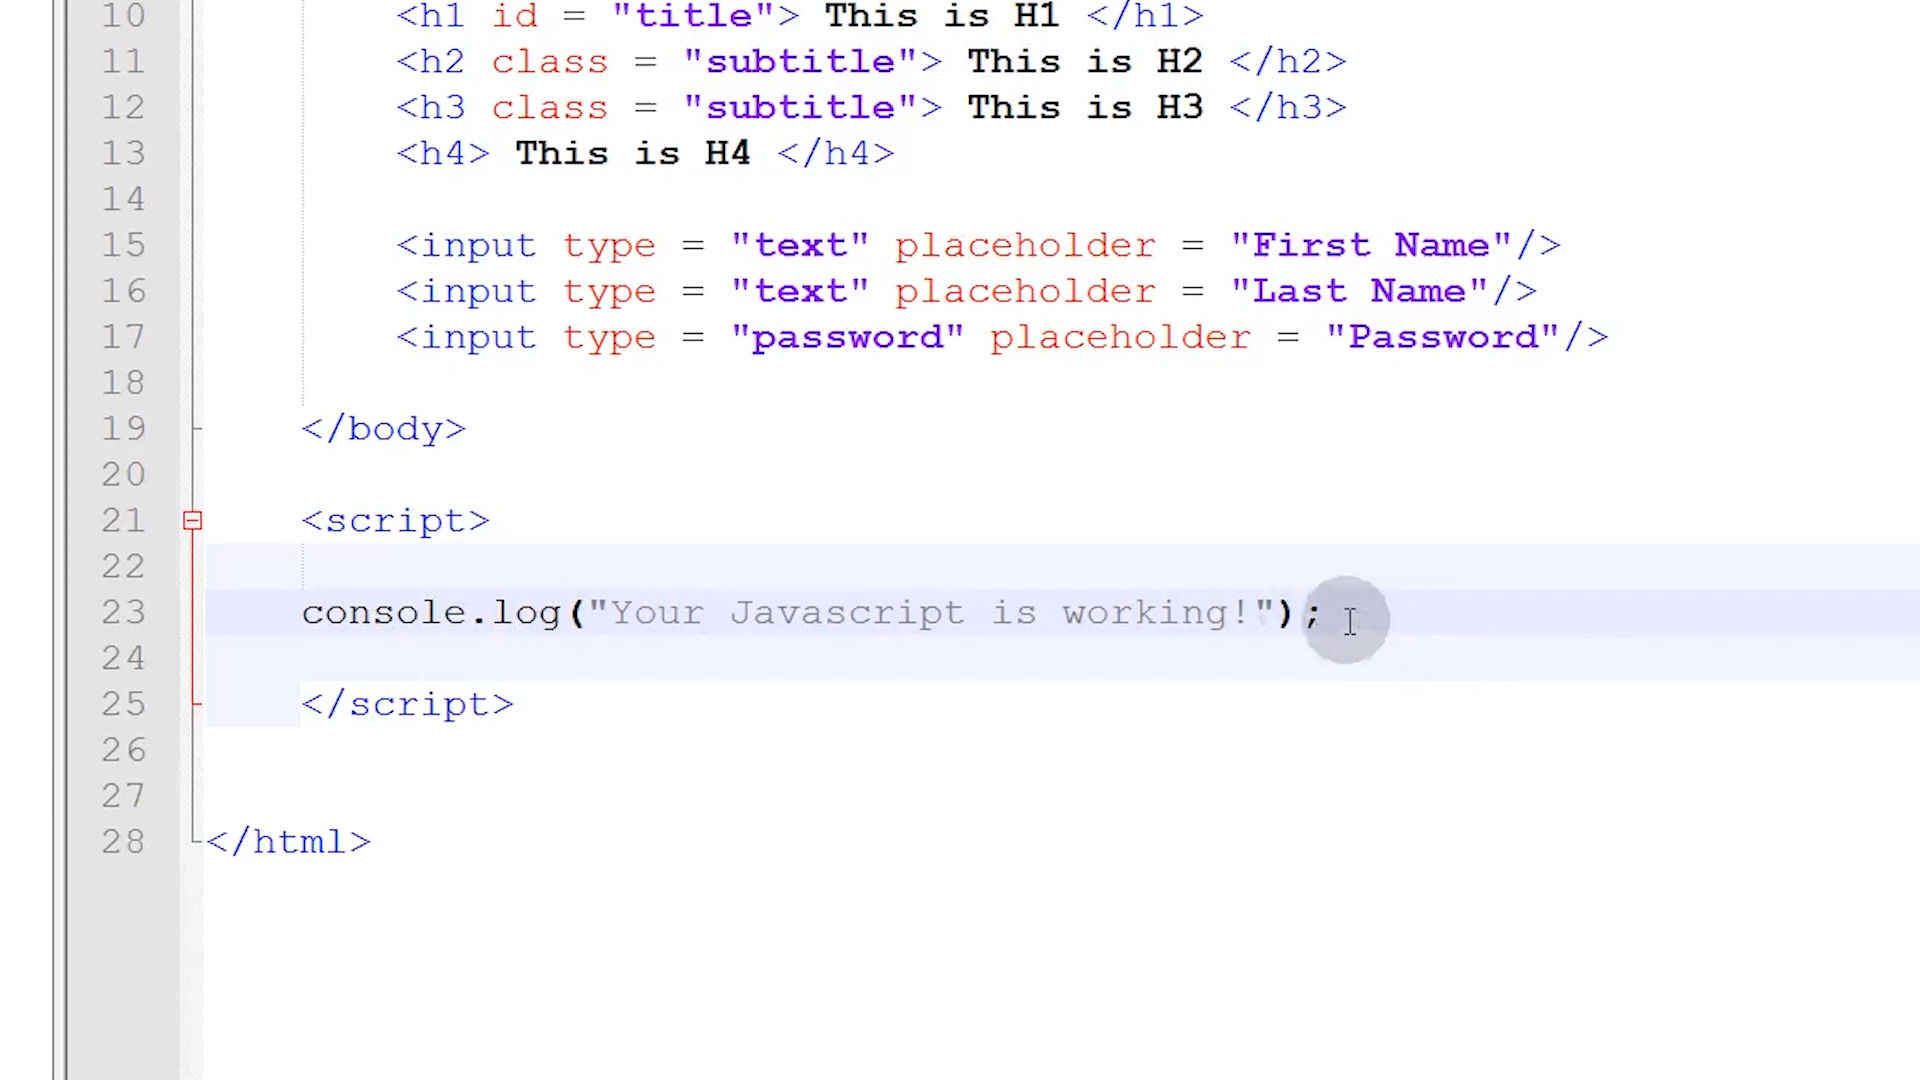 10 <h1 id = "title"> This is H1 </h1>
11 <h2 class = "subtitle"> This is H2 </h2>
12 <h3 class = "subtitle"> This is H3 </h3>
13 <h4> This is H4 </h4>
14
15 <input type = "text" placeholder = "First Name"/>
16 <input type = "text" placeholder = "Last Name"/>
17 <input type = "password" placeholder = "Password"/>
18
19 </body>
20
21 <script>
22
23 console.log("Your Javascript is working!");
24
25 </script>
26
27
28 </html>